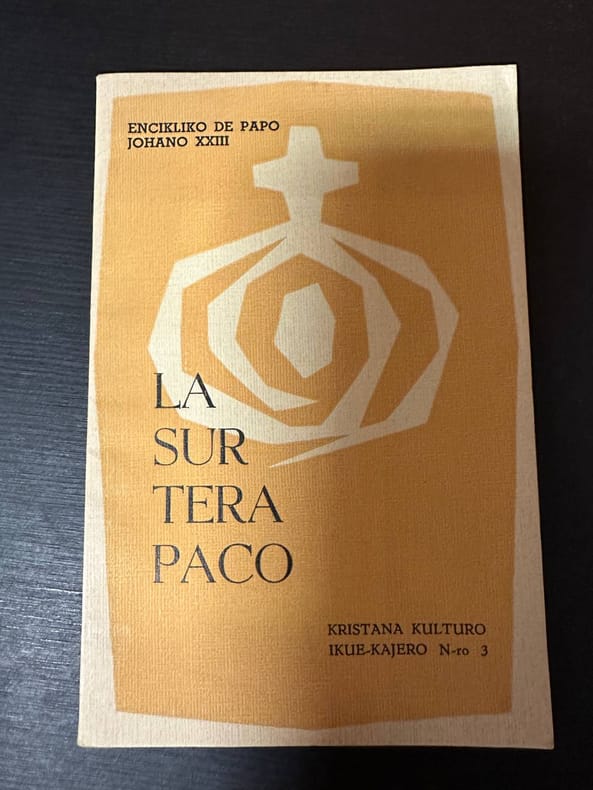 ENCIKLIKO DE PAPO
JOHANO XXIII
LA
SUR
TERA
PACO
KRISTANA KULTURO
IKUE-KAJERO N-ro 3